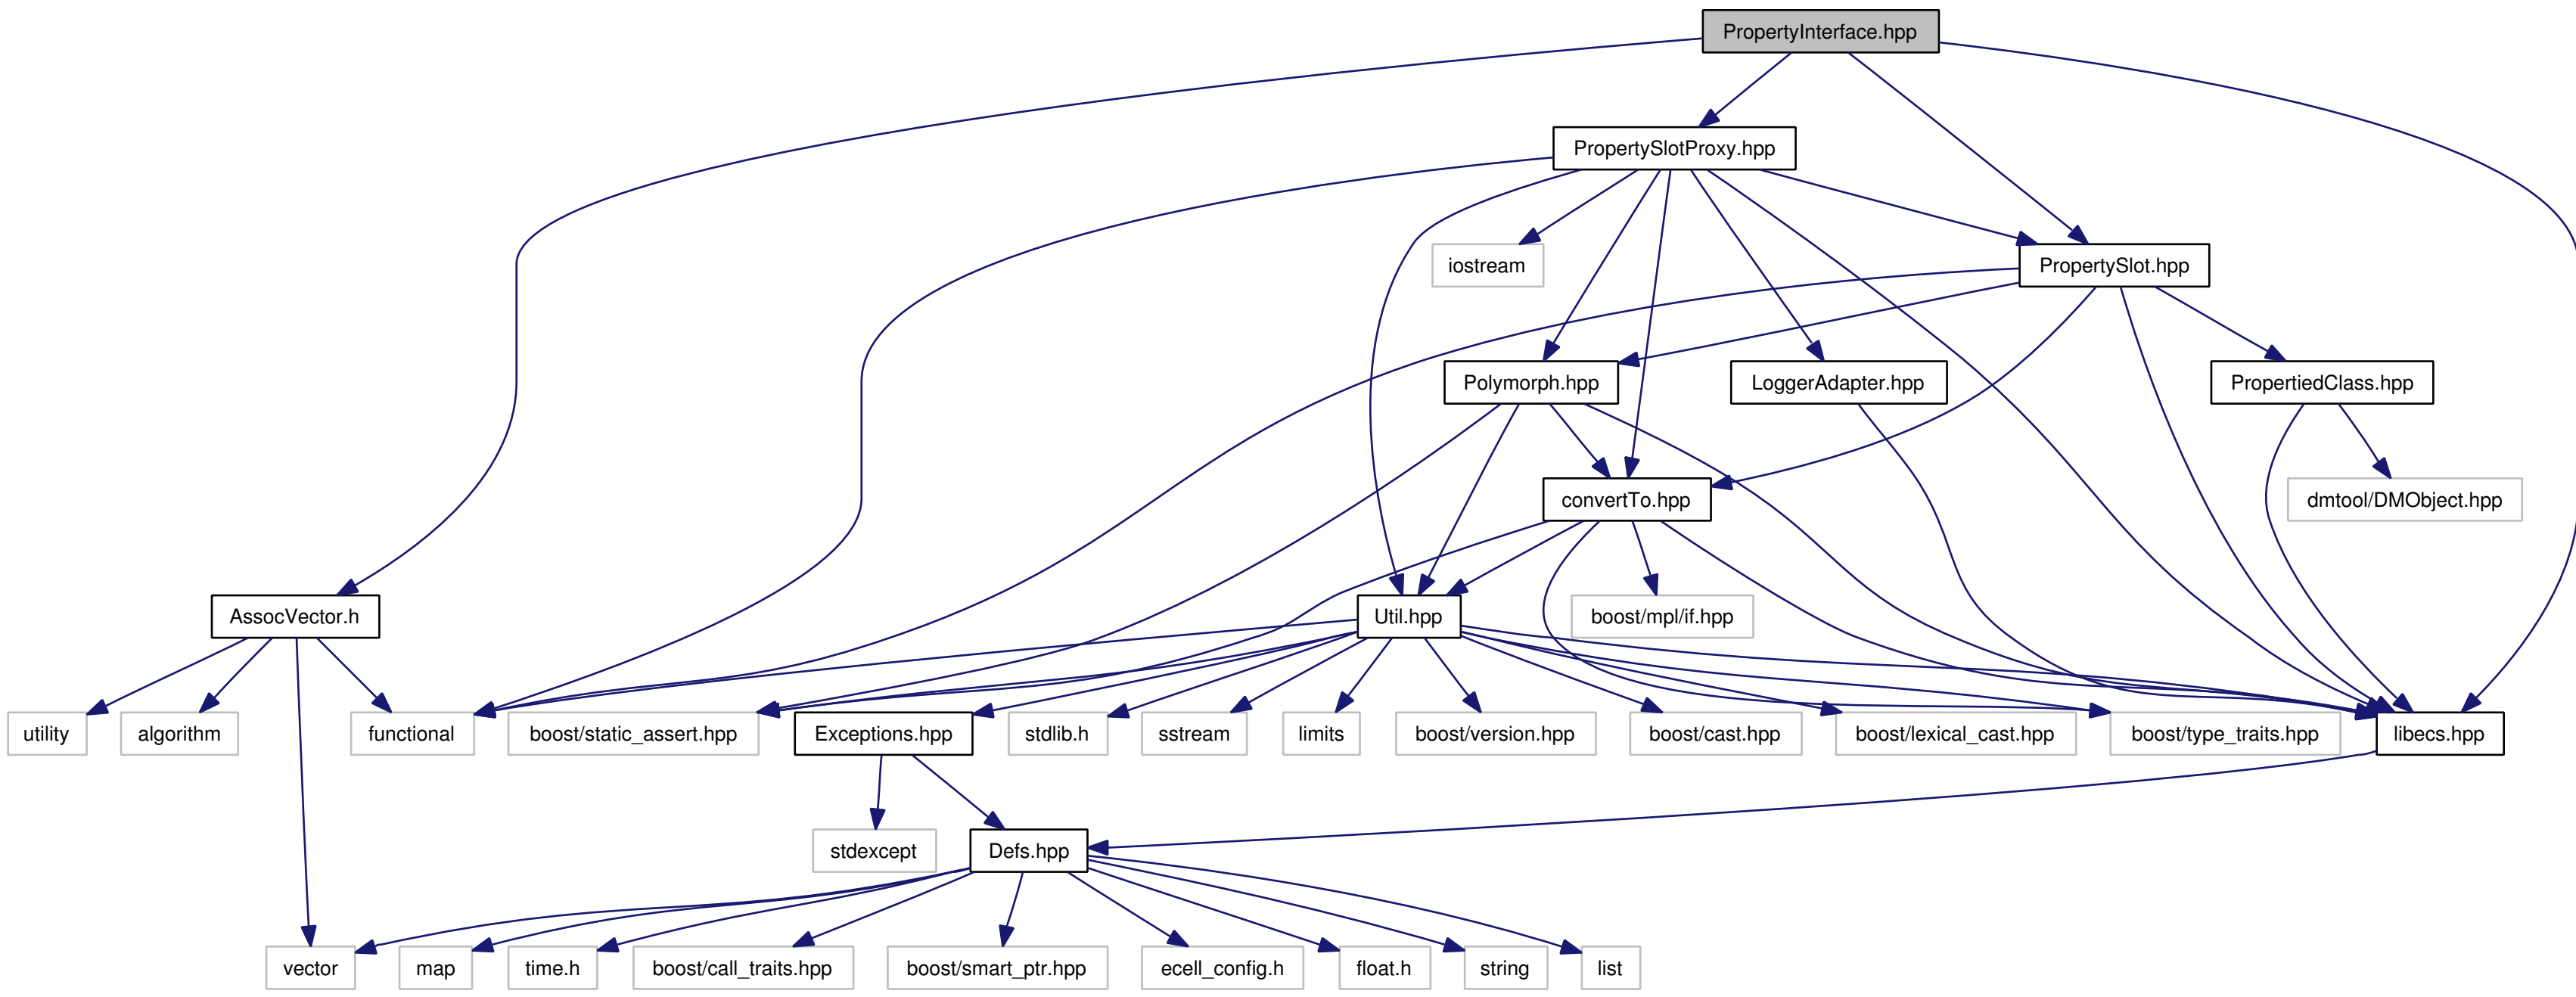 PropertyInterface.hpp
PropertySlotProxy.hpp
iostream
PropertySlot.hpp
Polymorph.hpp
LoggerAdapter.hpp
PropertiedClass.hpp
convertTo.hpp
dmtool/DMObject.hpp
AssocVector.h
Util.hpp
boost/mpl/if.hpp
utility
algorithm
functional
boost/static_assert.hpp
Exceptions.hpp
stdlib.h
sstream
limits
boost/version.hpp
boost/cast.hpp
boost/lexical_cast.hpp
boost/type_traits.hpp
libecs.hpp
stdexcept
Defs.hpp
vector
map
time.h
boost/call_traits.hpp
boost/smart_ptr.hpp
ecell_config.h
float.h
string
list